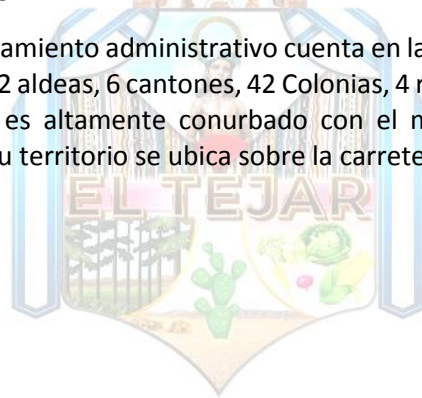 amiento administrativo cuenta en la
2 aldeas, 6 cantones, 42 Colonias, 4
es altamente conurbado con el
u territorio se ubica sobre la carrete
EL TEJAR